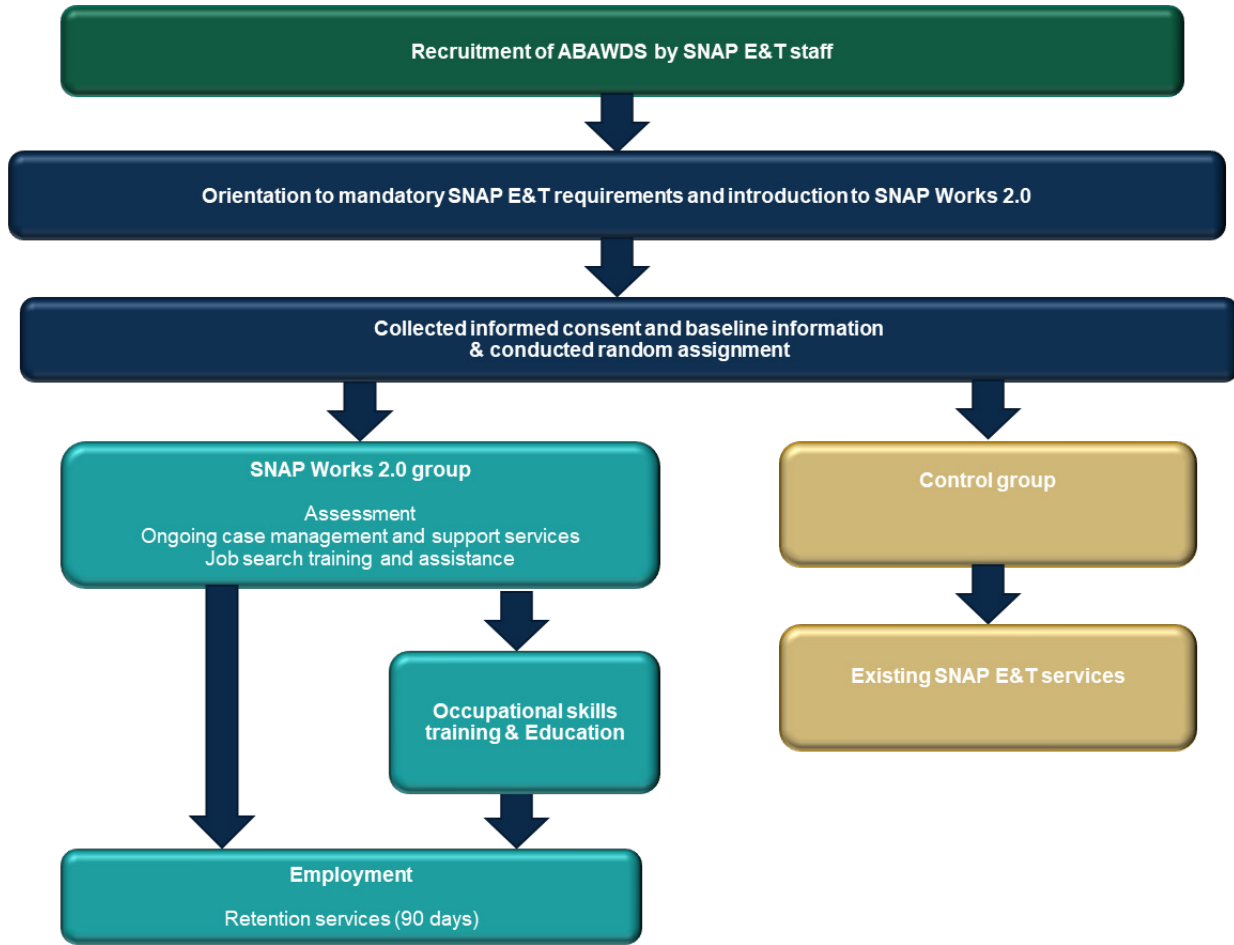 Recruitment of ABAWDS by SNAP E&T staff
Orientation to mandatory SNAP E&T requirements and introduction to SNAP Works 2.0
Collected informed consent and baseline information
& conducted random assignment
SNAP Works 2.0 group
Assessment
Ongoing case management and support services
Job search training and assistance
Control group
Occupational skills
training & Education
Existing SNAP E&T services
Employment
Retention services (90 days)